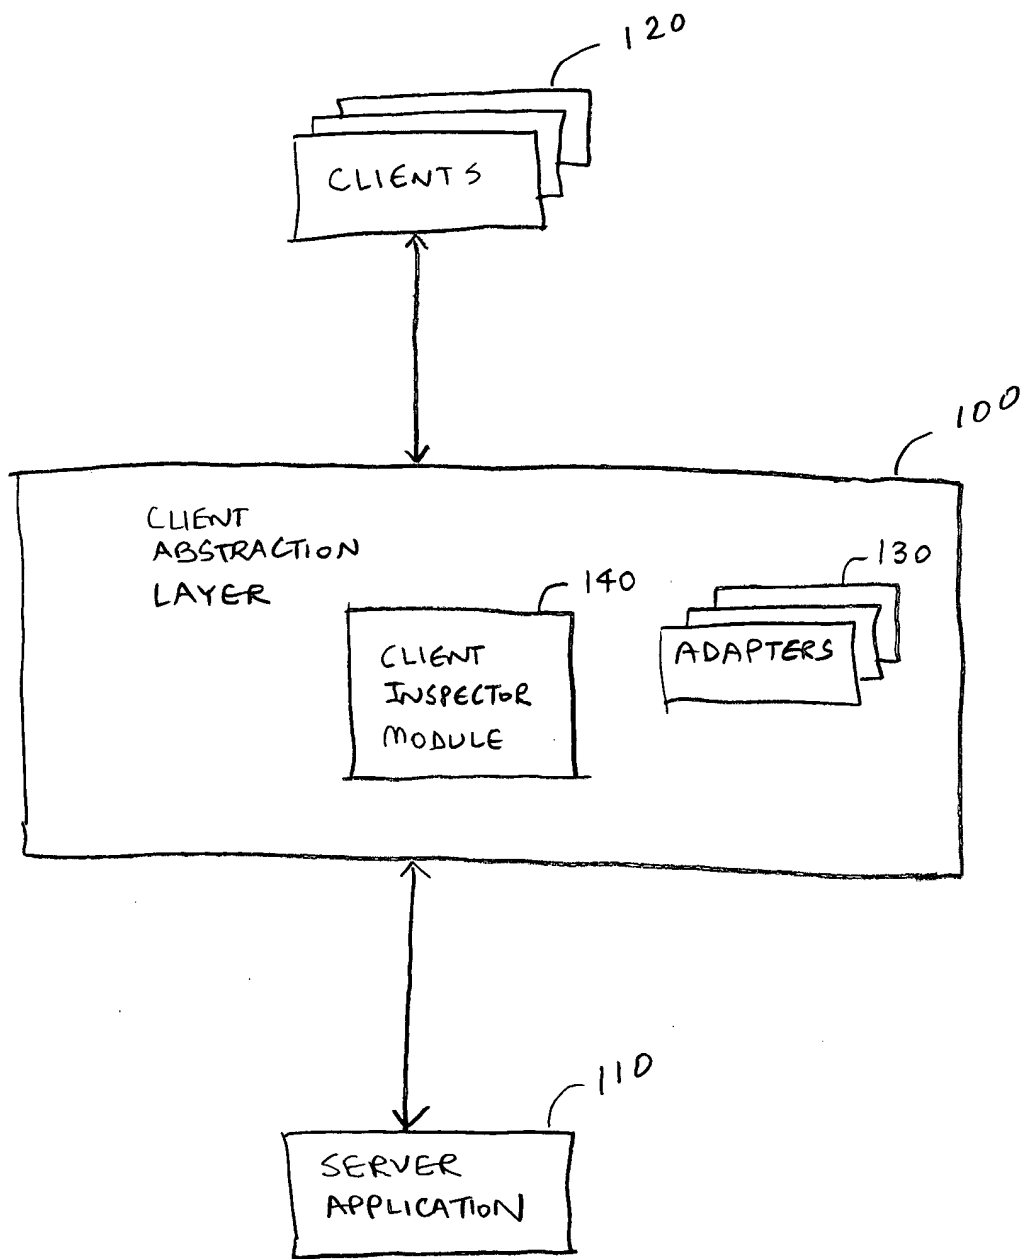 120
CLIENTS
100
CLIENT
ABSTRACTION
LAYER
140
130
CLIENT
INSPECTOR
MODULE
ADAPTERS
110
SERVER
APPLICATION